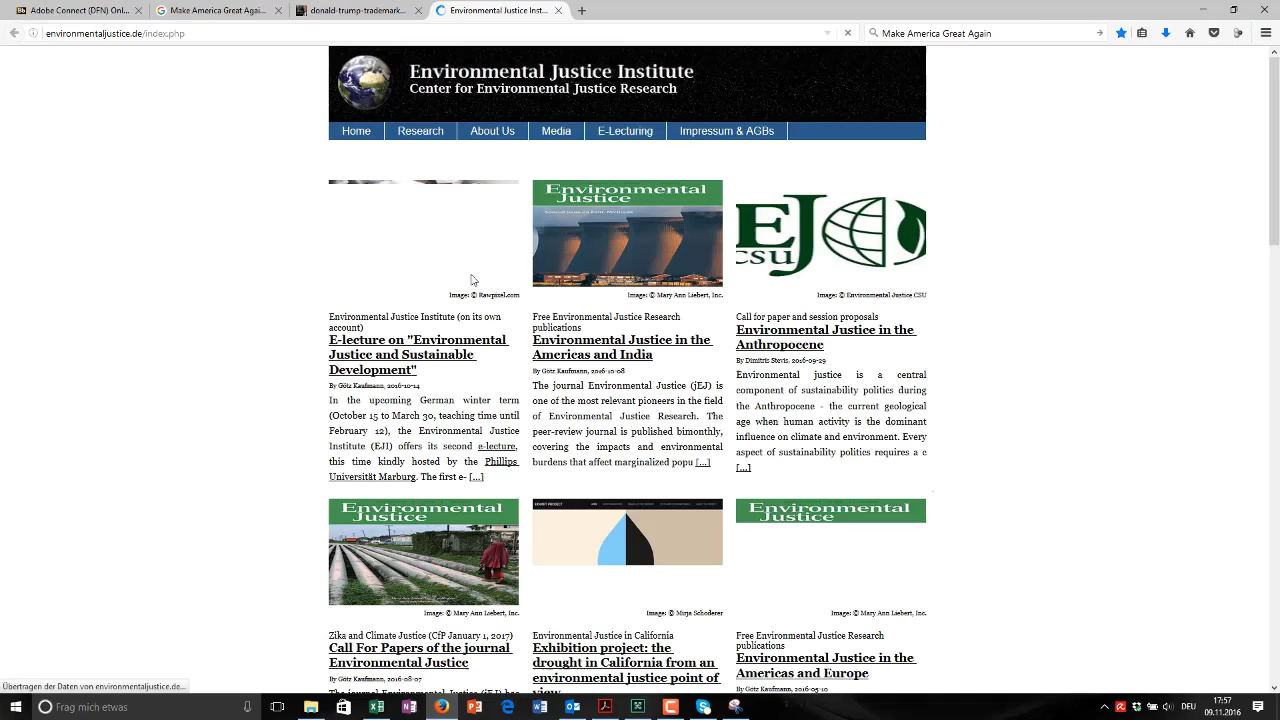 Connect (DFN) Onl...
Make America Great Again...
donald-trump-transkript...
Environmental Justice Inst...
environmentaljustice.de/index.php
Make America Great Again
Environmental Justice Institute
Center for Environmental Justice Research
Home
Research
About Us
Media
E-Lecturing
Impressum & AGBs
Image: © Rawpixel.com
Environmental Justice Institute (on its own
account)
E-lecture on "Environmental
Justice and Sustainable
Development"
By Götz Kaufmann, 2016-10-14
In the upcoming German winter term
(October 15 to March 30, teaching time until
February 12), the Environmental Justice
Institute (EJI) offers its second e-lecture,
this time kindly hosted by the Phillips
Universität Marburg. The first e- [...]
Environmental
Justice
Image: © Mary Ann Liebert, Inc.
Free Environmental Justice Research
publications
Environmental Justice in the
Americas and India
By Götz Kaufmann, 2016-10-08
The journal Environmental Justice (jEJ) is
one of the most relevant pioneers in the field
of Environmental Justice Research. The
peer-review journal is published bimonthly,
covering the impacts and environmental
burdens that affect marginalized popu [...]
EJ
CSU
Image: © Environmental Justice CSU
Call for paper and session proposals
Environmental Justice in the
Anthropocene
By Dimitris Stevis, 2016-09-29
Environmental justice is a central
component of sustainability politics during
the Anthropocene - the current geological
age when human activity is the dominant
influence on climate and environment. Every
aspect of sustainability politics requires a c
[...]
Environmental
Justice
Image: © Mary Ann Liebert, Inc.
Zika and Climate Justice (CfP January 1, 2017)
Call For Papers of the journal
Environmental Justice
By Götz Kaufmann, 2016-08-07
The journal Environmental Justice (jEJ) has
Image: © Mirja Schoderer
Environmental Justice in California
Exhibition project: the
drought in California from an
environmental justice point of
view
Environmental
Justice
Image: © Mary Ann Liebert, Inc.
Free Environmental Justice Research
publications
Environmental Justice in the
Americas and Europe
By Götz Kaufmann, 2016-05-10
Übertragen der Daten von environmentaljustice.de...
Frag mich etwas
DEU
17:57
09.11.2016